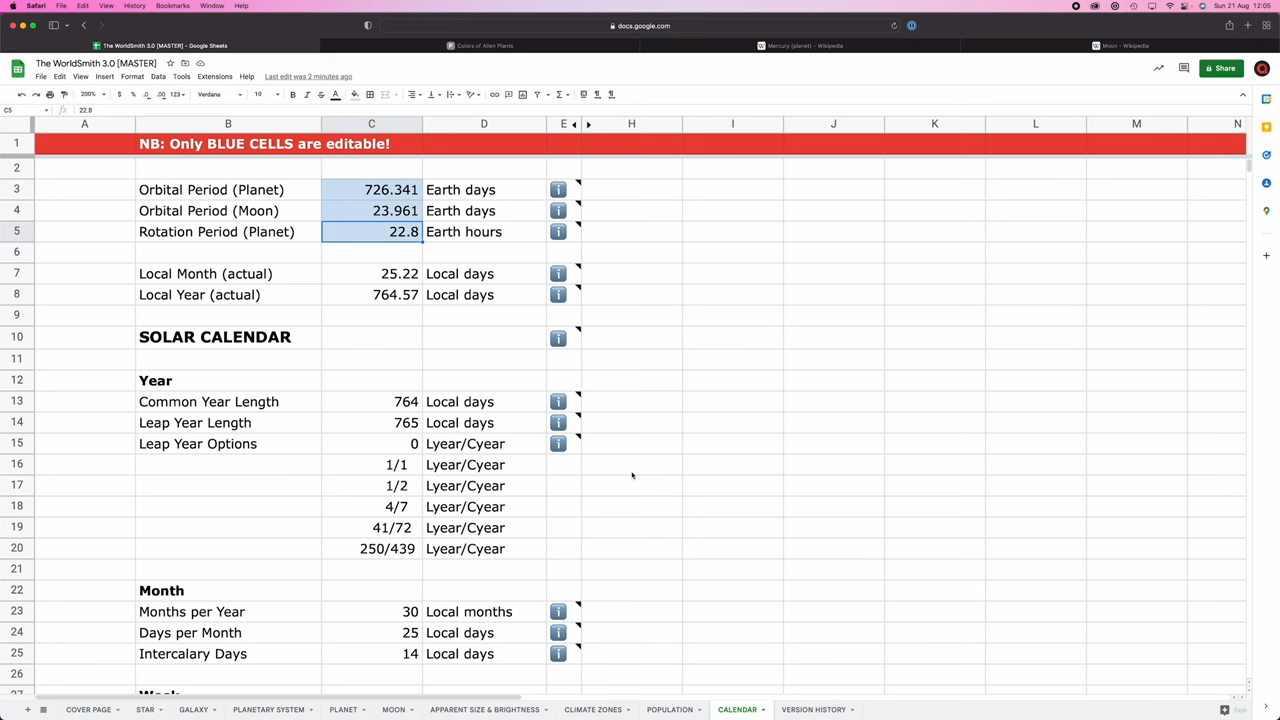 Safari File Edit View History Bookmarks Window Help Sun 21 Aug 12:05
docs.google.com
The WorldSmith 3.0 [MASTER] - Google Sheets Colors of Alien Plants Mercury (planet) - Wikipedia Moon - Wikipedia
The WorldSmith 3.0 [MASTER]
File Edit View Insert Format Data Tools Extensions Help Last edit was 2 minutes ago Share
200% $ % .0 .00 123 Verdana 10 B I S A
C5 fx 22.8
A B C D E H I J K L M N
1 NB: Only BLUE CELLS are editable!
2
3 Orbital Period (Planet) 726.341 Earth days
4 Orbital Period (Moon) 23.961 Earth days
5 Rotation Period (Planet) 22.8 Earth hours
6
7 Local Month (actual) 25.22 Local days
8 Local Year (actual) 764.57 Local days
9
10 SOLAR CALENDAR
11
12 Year
13 Common Year Length 764 Local days
14 Leap Year Length 765 Local days
15 Leap Year Options 0 Lyear/Cyear
16 1/1 Lyear/Cyear
17 1/2 Lyear/Cyear
18 4/7 Lyear/Cyear
19 41/72 Lyear/Cyear
20 250/439 Lyear/Cyear
21
22 Month
23 Months per Year 30 Local months
24 Days per Month 25 Local days
25 Intercalary Days 14 Local days
26
27 Week
COVER PAGE STAR GALAXY PLANETARY SYSTEM PLANET MOON APPARENT SIZE & BRIGHTNESS CLIMATE ZONES POPULATION CALENDAR VERSION HISTORY